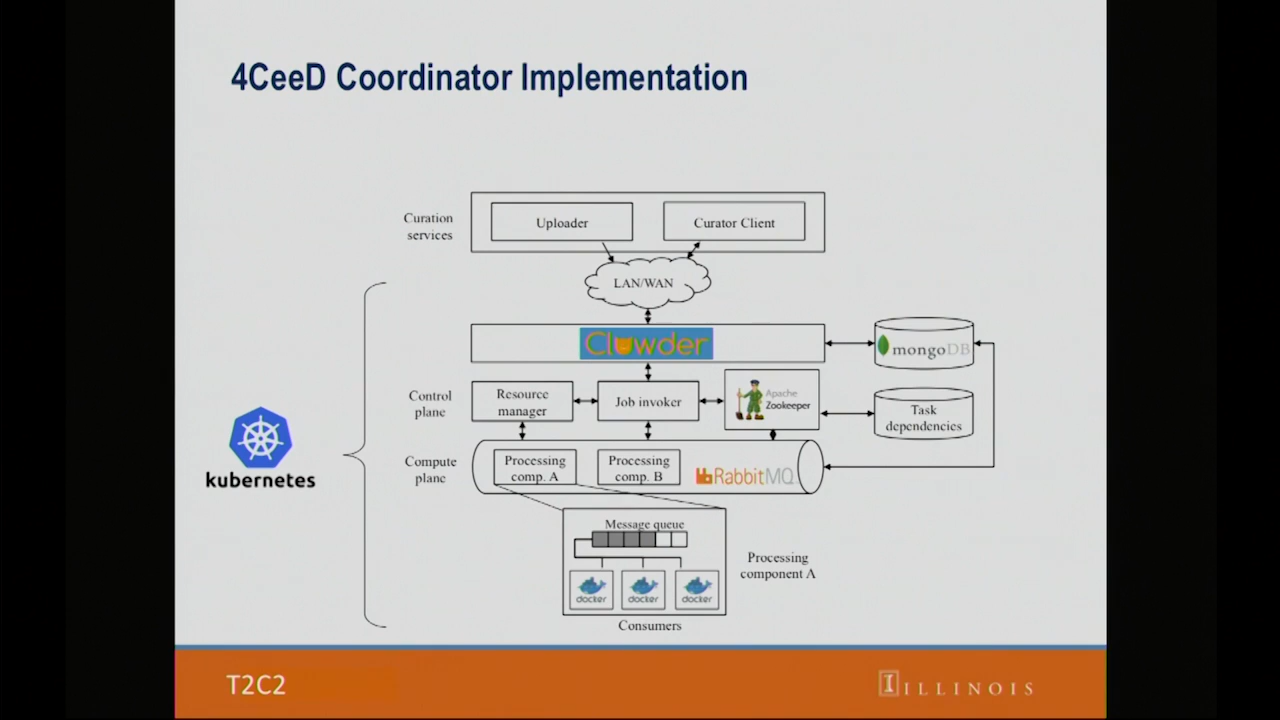 4CeeD Coordinator Implementation
Curation
services
Uploader
Curator Client
LAN/WAN
Clowder
mongoDB
Control
plane
Resource
manager
Job invoker
Apache
Zookeeper
Task
dependencies
kubernetes
Compute
plane
Processing
comp. A
Processing
comp. B
RabbitMQ
Message queue
Processing
component A
docker
docker
docker
Consumers
T2C2
I ILLINOIS